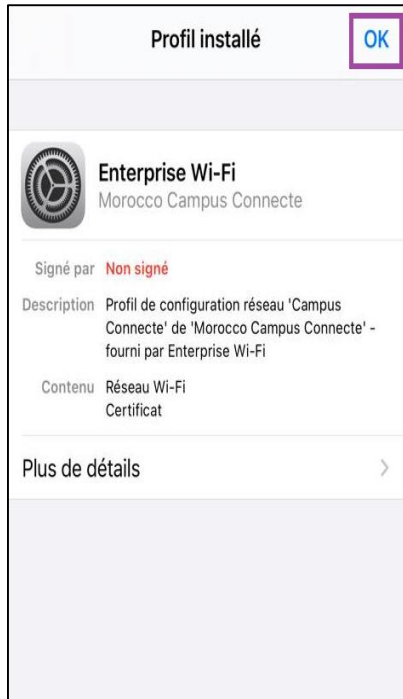 Profil installé
OK
Enterprise Wi-Fi
Morocco Campus Connecte
Signé par Non signé
Description Profil de configuration réseau 'Campus
Connecte' de 'Morocco Campus Connecte' -
fourni par Enterprise Wi-Fi
Contenu Réseau Wi-Fi
Certificat
Plus de détails